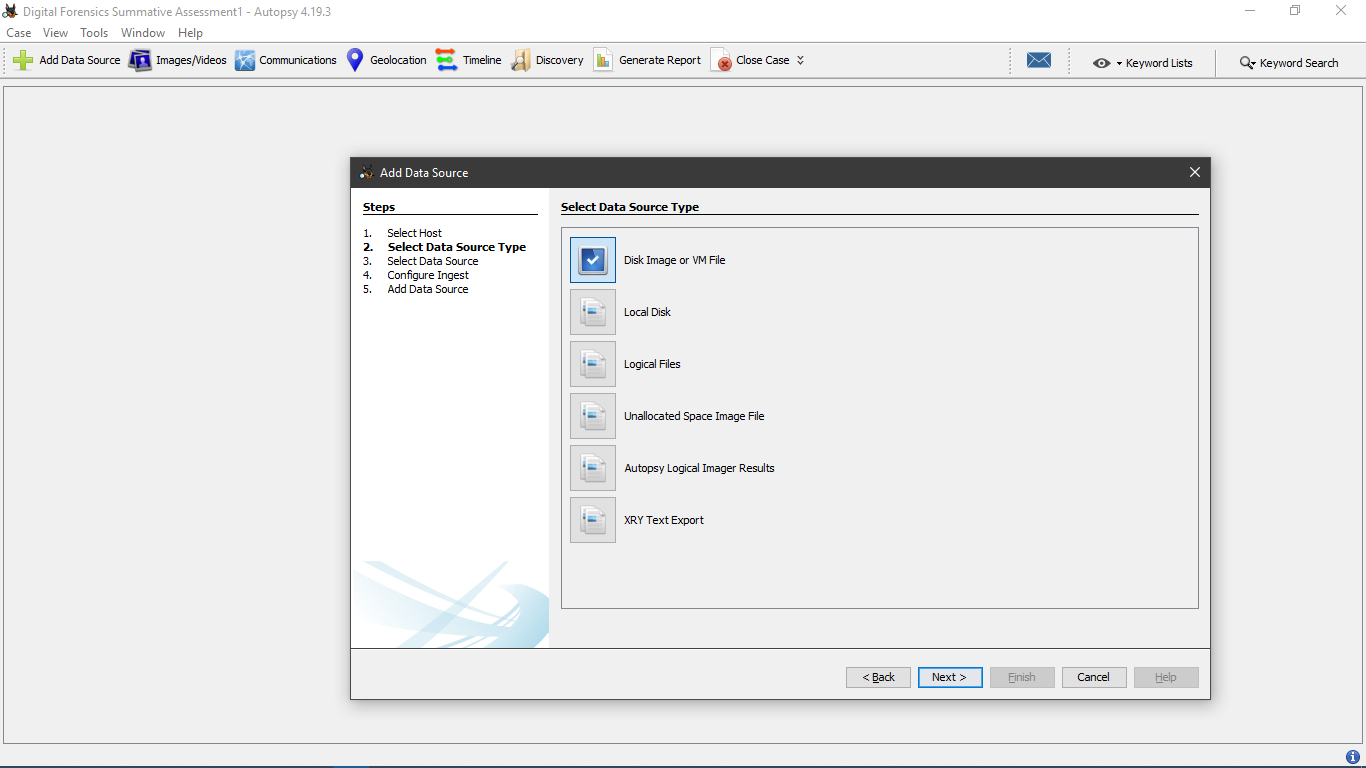 Digital Forensics Summative Assessment1 - Autopsy 4.19.3
Case View Tools Window Help
Add Data Source Images/Videos Communications Geolocation Timeline Discovery Generate Report Close Case Keyword Lists Keyword Search
Add Data Source
Steps
1. Select Host
2. Select Data Source Type
3. Select Data Source
4. Configure Ingest
5. Add Data Source
Select Data Source Type
Disk Image or VM File
Local Disk
Logical Files
Unallocated Space Image File
Autopsy Logical Imager Results
XRY Text Export
< Back Next > Finish Cancel Help